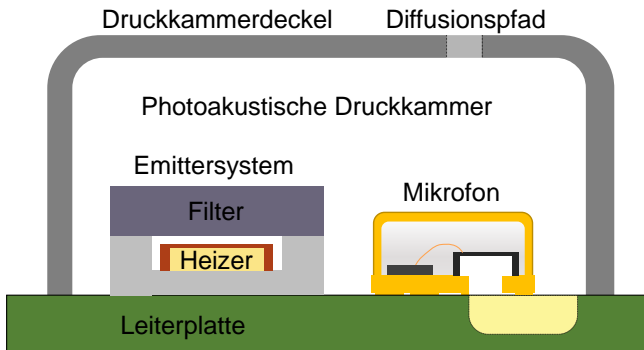 Druckkammerdeckel
Diffusionspfad
Photoakustische Druckkammer
Emittersystem
Mikrofon
Filter
Heizer
Leiterplatte